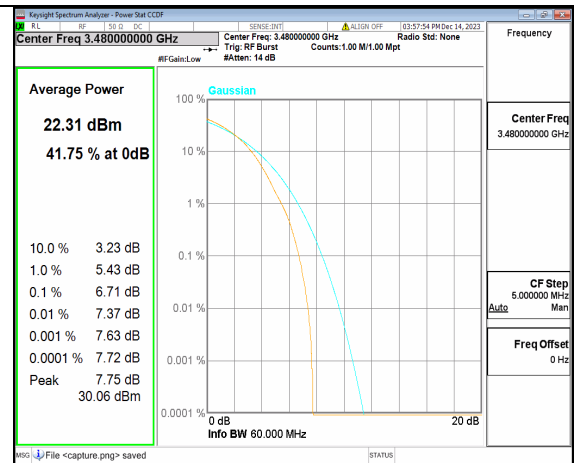 Keysight Spectrum Analyzer - Power Stat CCDF
RL RF 50 Ω DC SENSE:INT ALIGN OFF 03:57:54 PM Dec 14, 2023
Center Freq 3.480000000 GHz
Center Freq: 3.480000000 GHz
Radio Std: None
Trig: RF Burst
Counts:1.00 M/1.00 Mpt
#IFGain:Low
#Atten: 14 dB
Frequency
Average Power
22.31 dBm
41.75 % at 0dB
10.0 % 3.23 dB
1.0 % 5.43 dB
0.1 % 6.71 dB
0.01 % 7.37 dB
0.001 % 7.63 dB
0.0001 % 7.72 dB
Peak 7.75 dB
30.06 dBm
Gaussian
100 %
10 %
1 %
0.1 %
0.01 %
0.001 %
0.0001 %
0 dB
20 dB
Info BW 60.000 MHz
Center Freq
3.480000000 GHz
CF Step
5.000000 MHz
Auto Man
Freq Offset
0 Hz
MSG File <capture.png> saved
STATUS